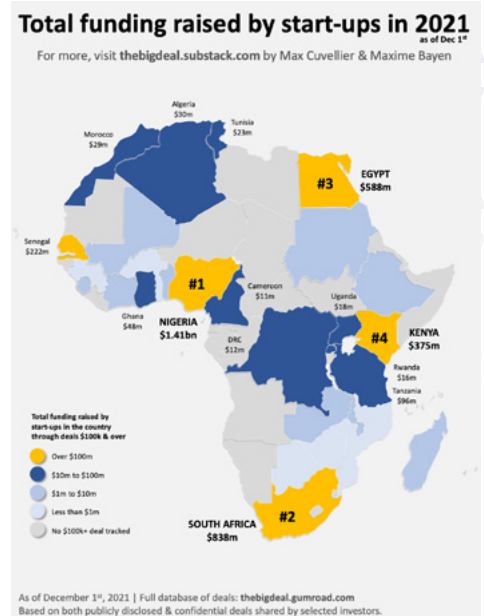 Total funding raised by start-ups in 2021
as of Dec 1st
For more, visit thebigdeal.substack.com by Max Cuvellier & Maxime Bayen
Algeria
$30m
Tunisia
$23m
Morocco
$29m
#3
EGYPT
$588m
Senegal
$222m
#1
Cameroon
$11m
Uganda
$18m
Ghana
$48m
NIGERIA
$1.41bn
DRC
$12m
#4
KENYA
$375m
Rwanda
$16m
Tanzania
$96m
Total funding raised by
start-ups in the country
through deals $100k & over
Over $100m
$10m to $100m
$1m to $10m
Less than $1m
No $100k+ deal tracked
#2
SOUTH AFRICA
$838m
As of December 1st, 2021 | Full database of deals: thebigdeal.gumroad.com
Based on both publicly disclosed & confidential deals shared by selected investors.